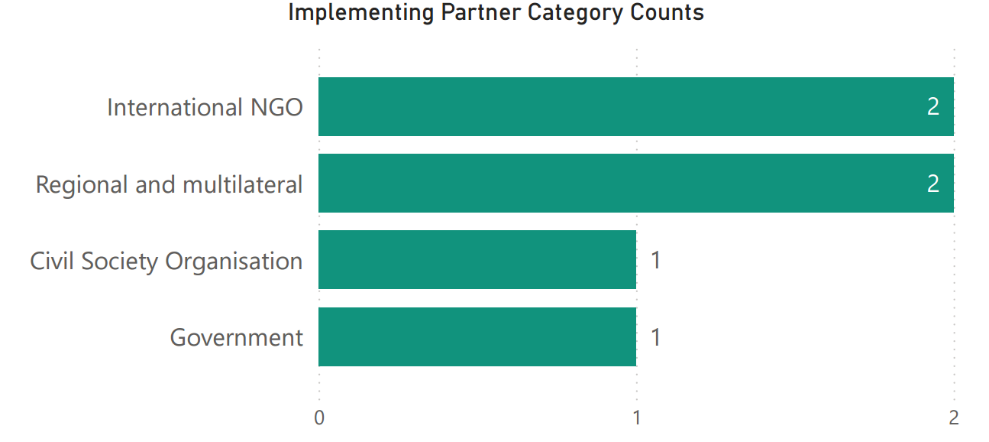 Implementing Partner Category Counts
International NGO 2
Regional and multilateral 2
Civil Society Organisation 1
Government 1
0 1 2